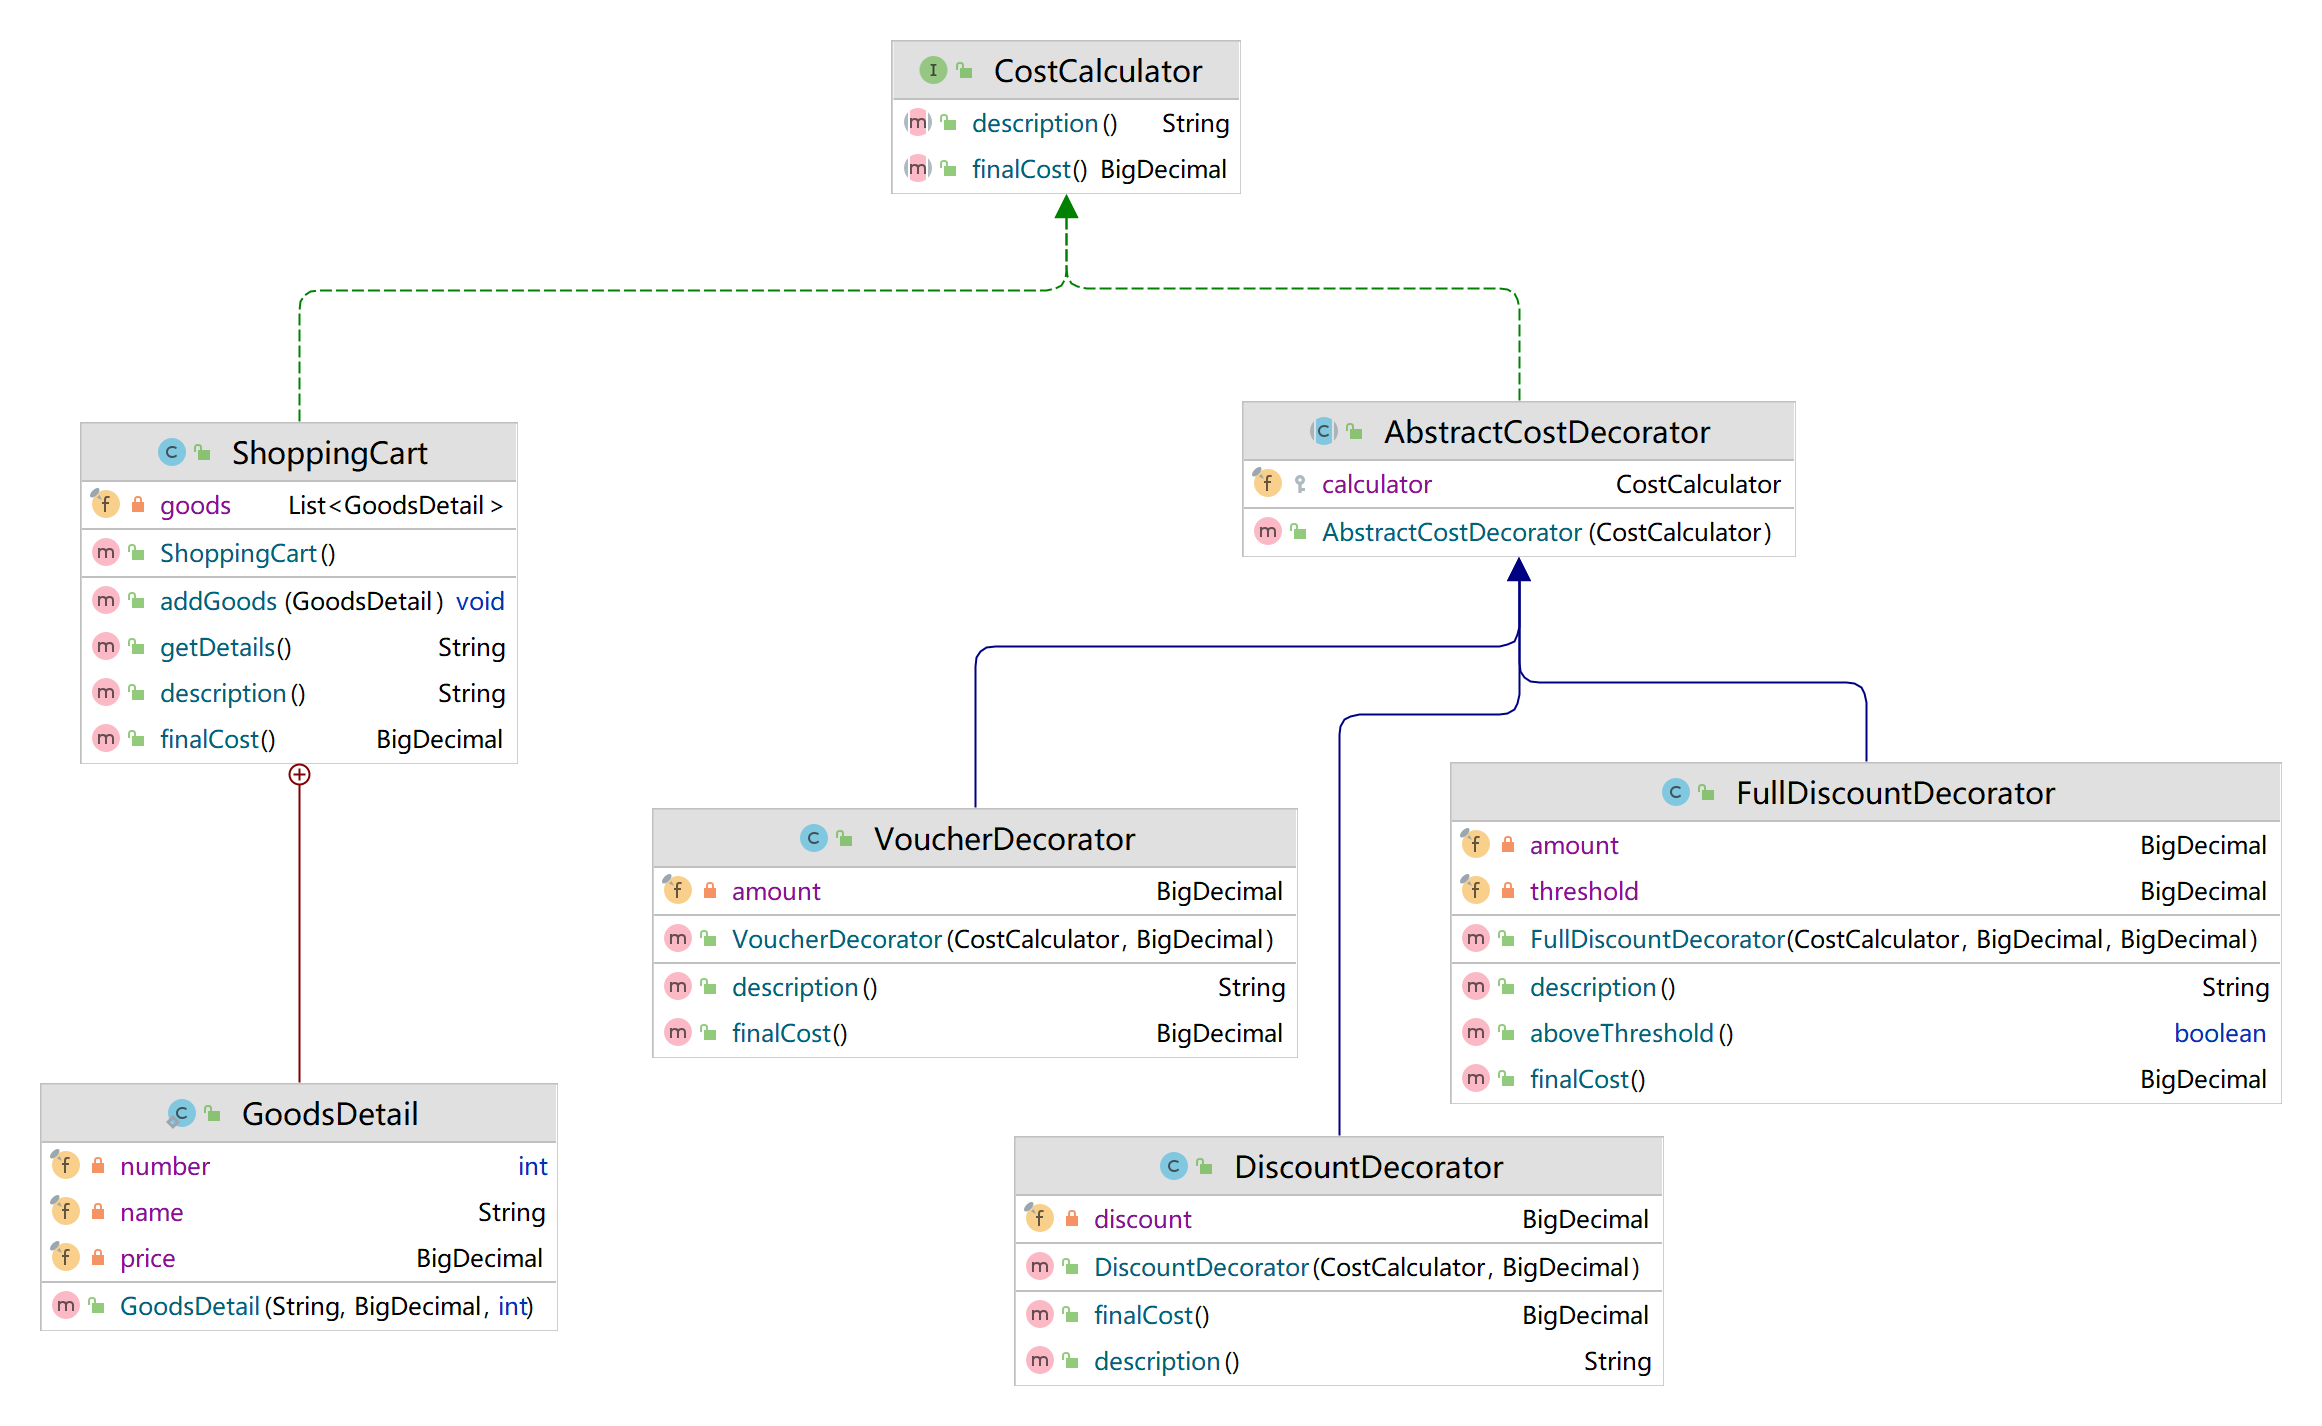 CostCalculator
description() String
finalCost() BigDecimal
ShoppingCart
goods List<GoodsDetail>
ShoppingCart()
addGoods(GoodsDetail) void
getDetails() String
description() String
finalCost() BigDecimal
AbstractCostDecorator
calculator CostCalculator
AbstractCostDecorator(CostCalculator)
VoucherDecorator
amount BigDecimal
VoucherDecorator(CostCalculator, BigDecimal)
description() String
finalCost() BigDecimal
FullDiscountDecorator
amount BigDecimal
threshold BigDecimal
FullDiscountDecorator(CostCalculator, BigDecimal, BigDecimal)
description() String
aboveThreshold() boolean
finalCost() BigDecimal
GoodsDetail
number int
name String
price BigDecimal
GoodsDetail(String, BigDecimal, int)
DiscountDecorator
discount BigDecimal
DiscountDecorator(CostCalculator, BigDecimal)
finalCost() BigDecimal
description() String